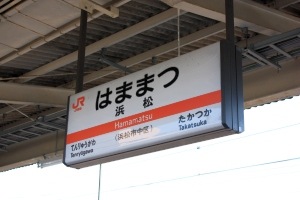 JR
はままつ
浜松
Hamamatsu
(浜松市中区)
てんりゅうがわ
Tenryūgawa
たかつか
Takatsuka